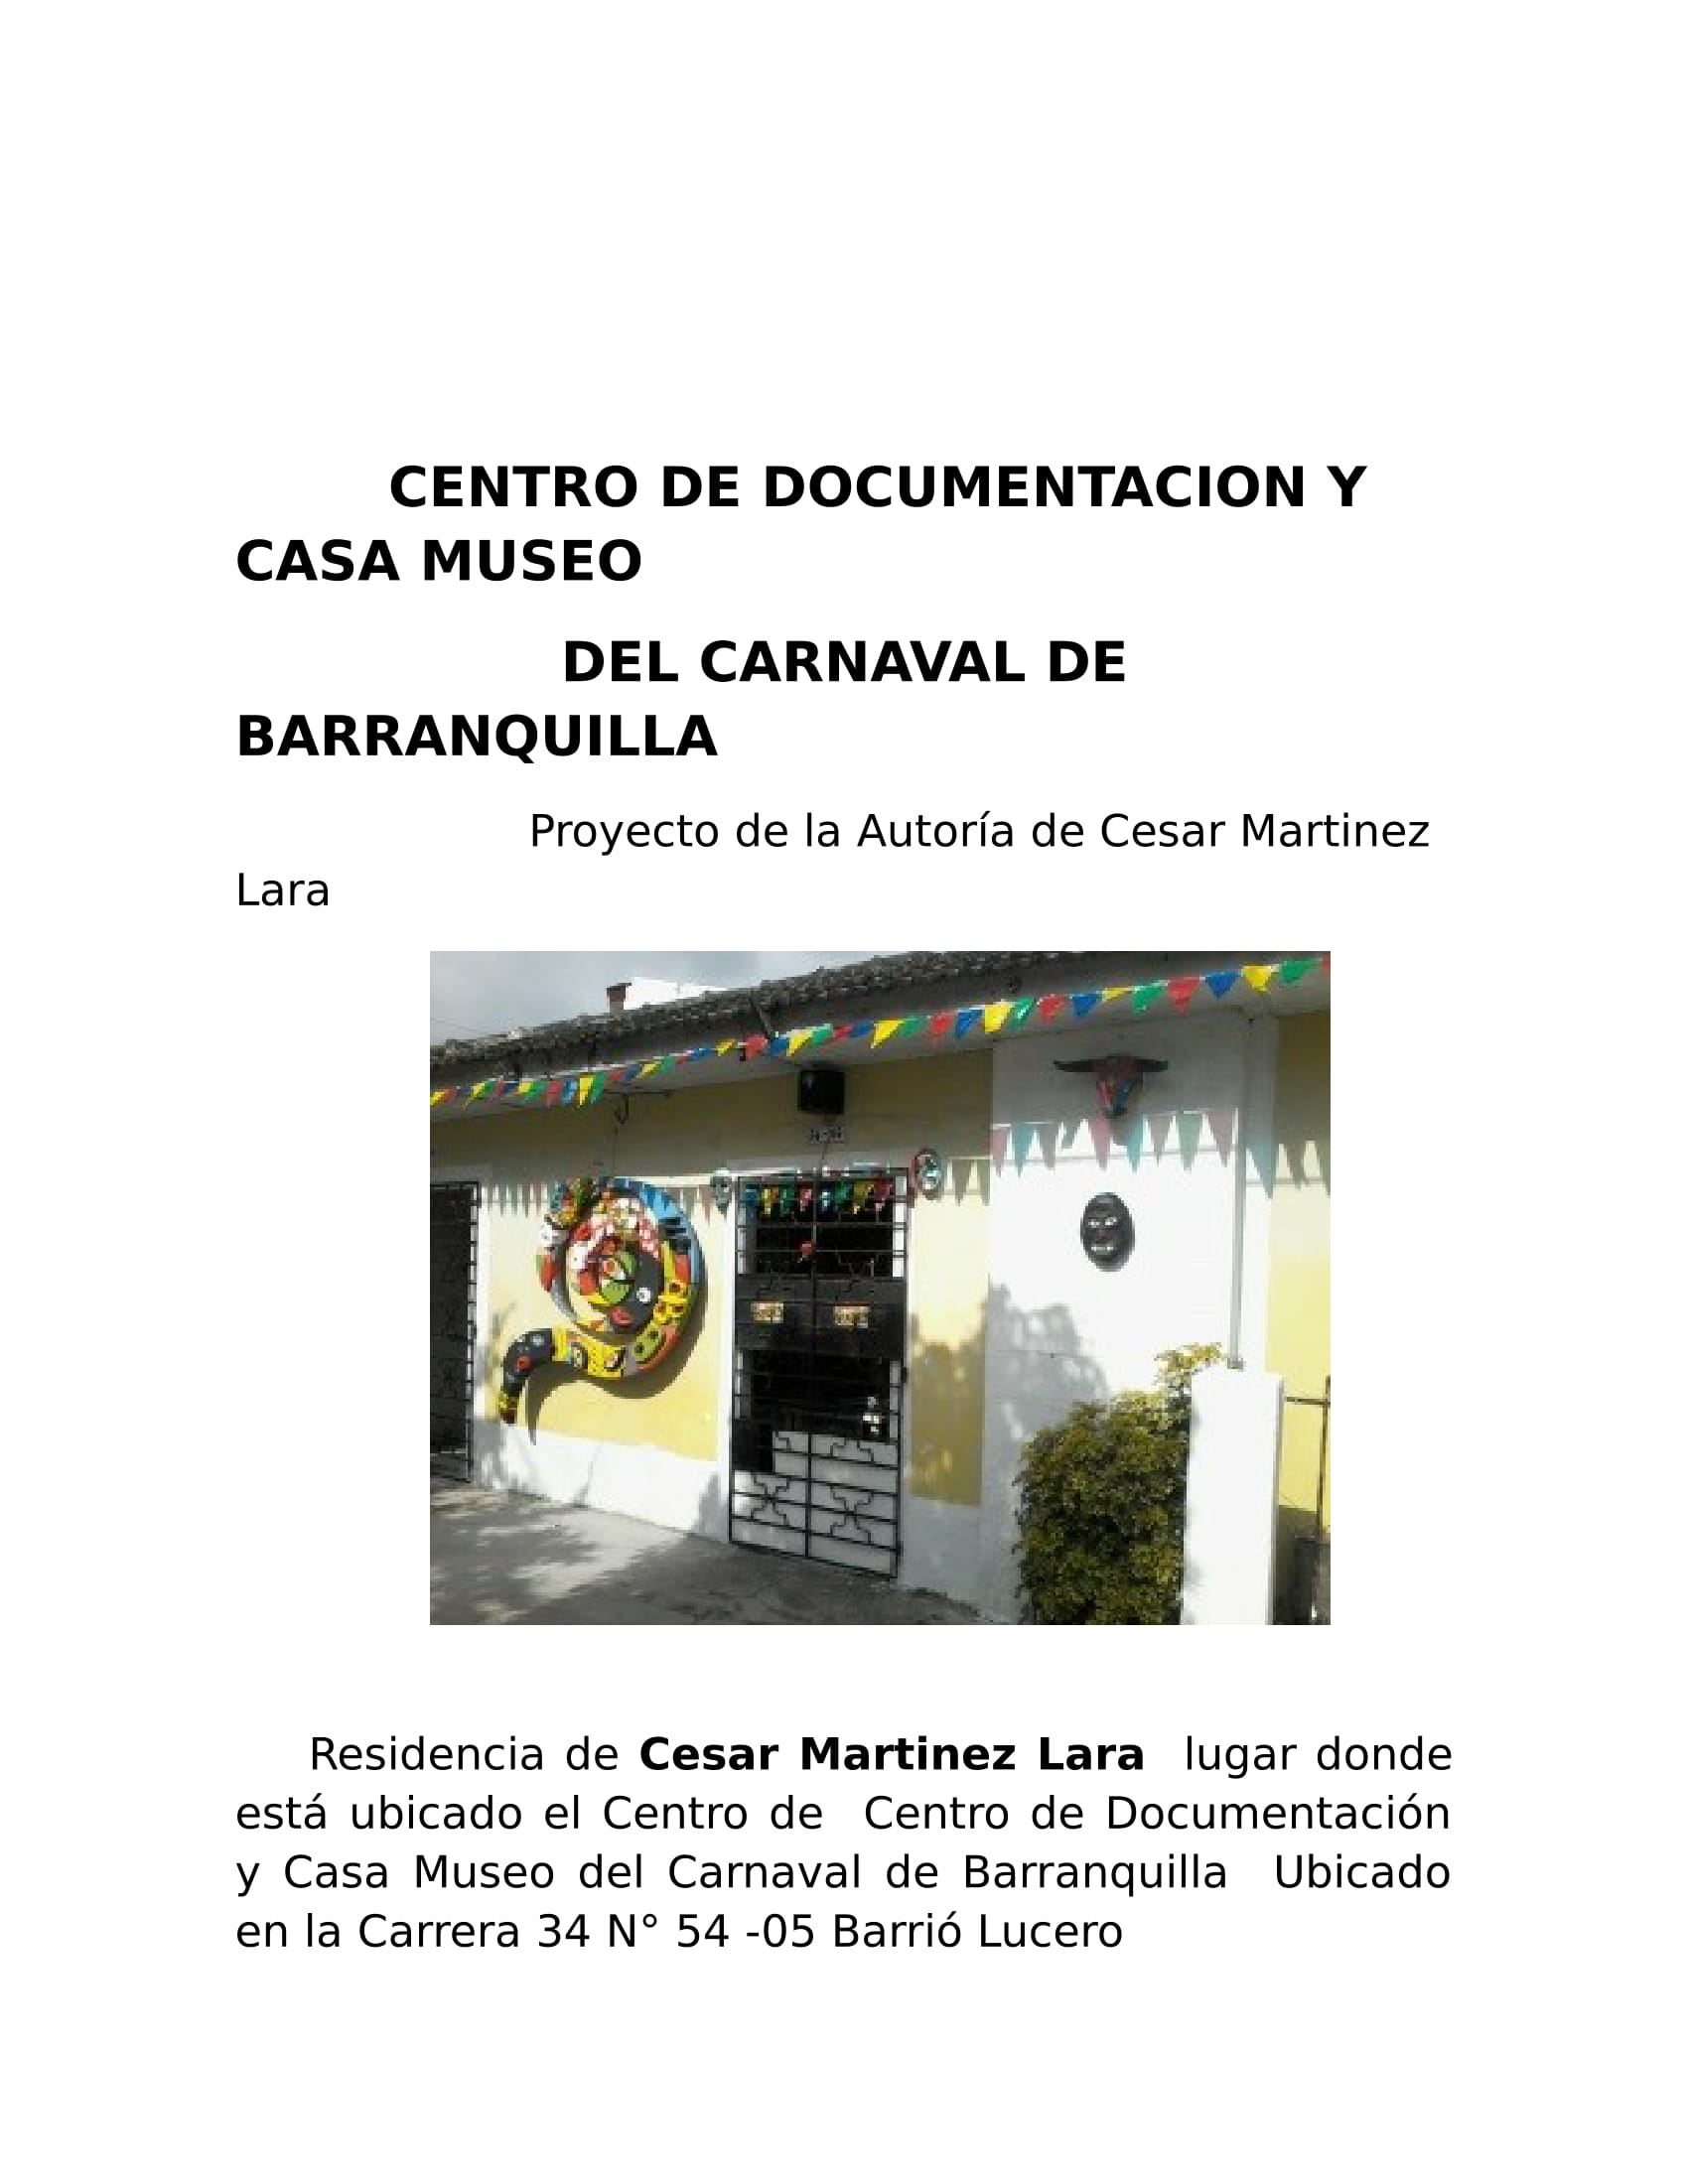 CENTRO DE DOCUMENTACION Y
CASA MUSEO
DEL CARNAVAL DE
BARRANQUILLA
Proyecto de la Autoría de Cesar Martinez
Lara
Residencia de Cesar Martinez Lara lugar donde
está ubicado el Centro de Centro de Documentación
y Casa Museo del Carnaval de Barranquilla Ubicado
en la Carrera 34 N° 54 -05 Barrió Lucero